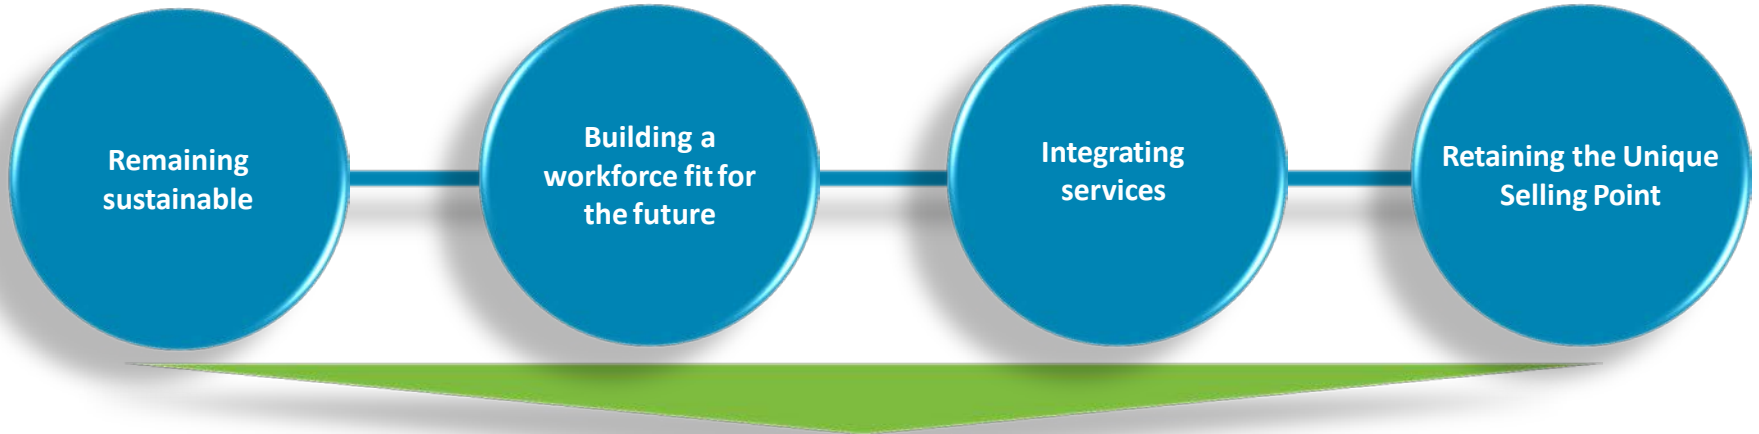 Remaining
sustainable
Building a
workforce fit for
the future
Integrating
services
Retaining the Unique
Selling Point